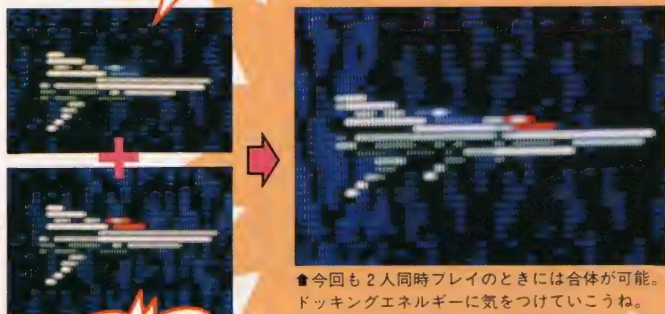 ⬆今回も2人同時プレイのときには合体が可能。
ドッキングエネルギーに気をつけていこうね。